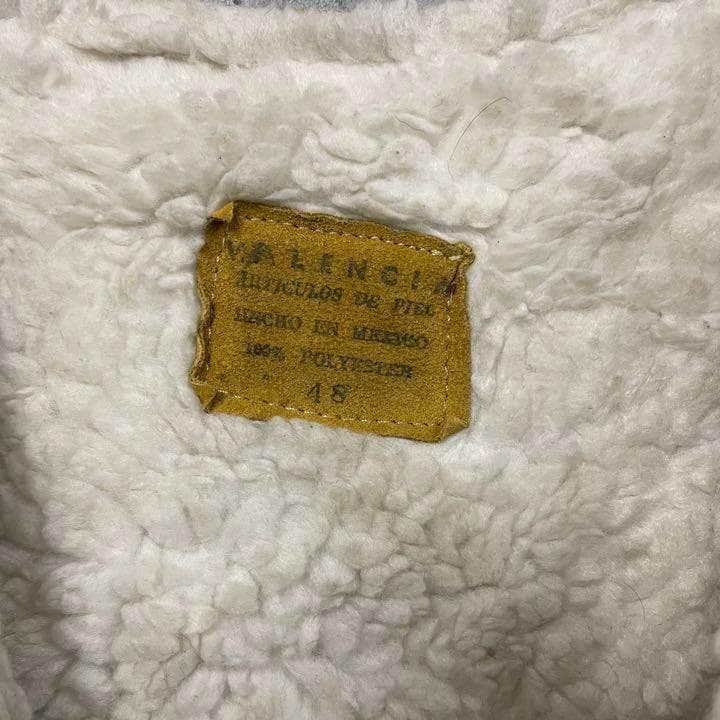 VALENCIA
ARTICULOS DE PIEL
HECHO EN MEXICO
100% POLYESTER
48